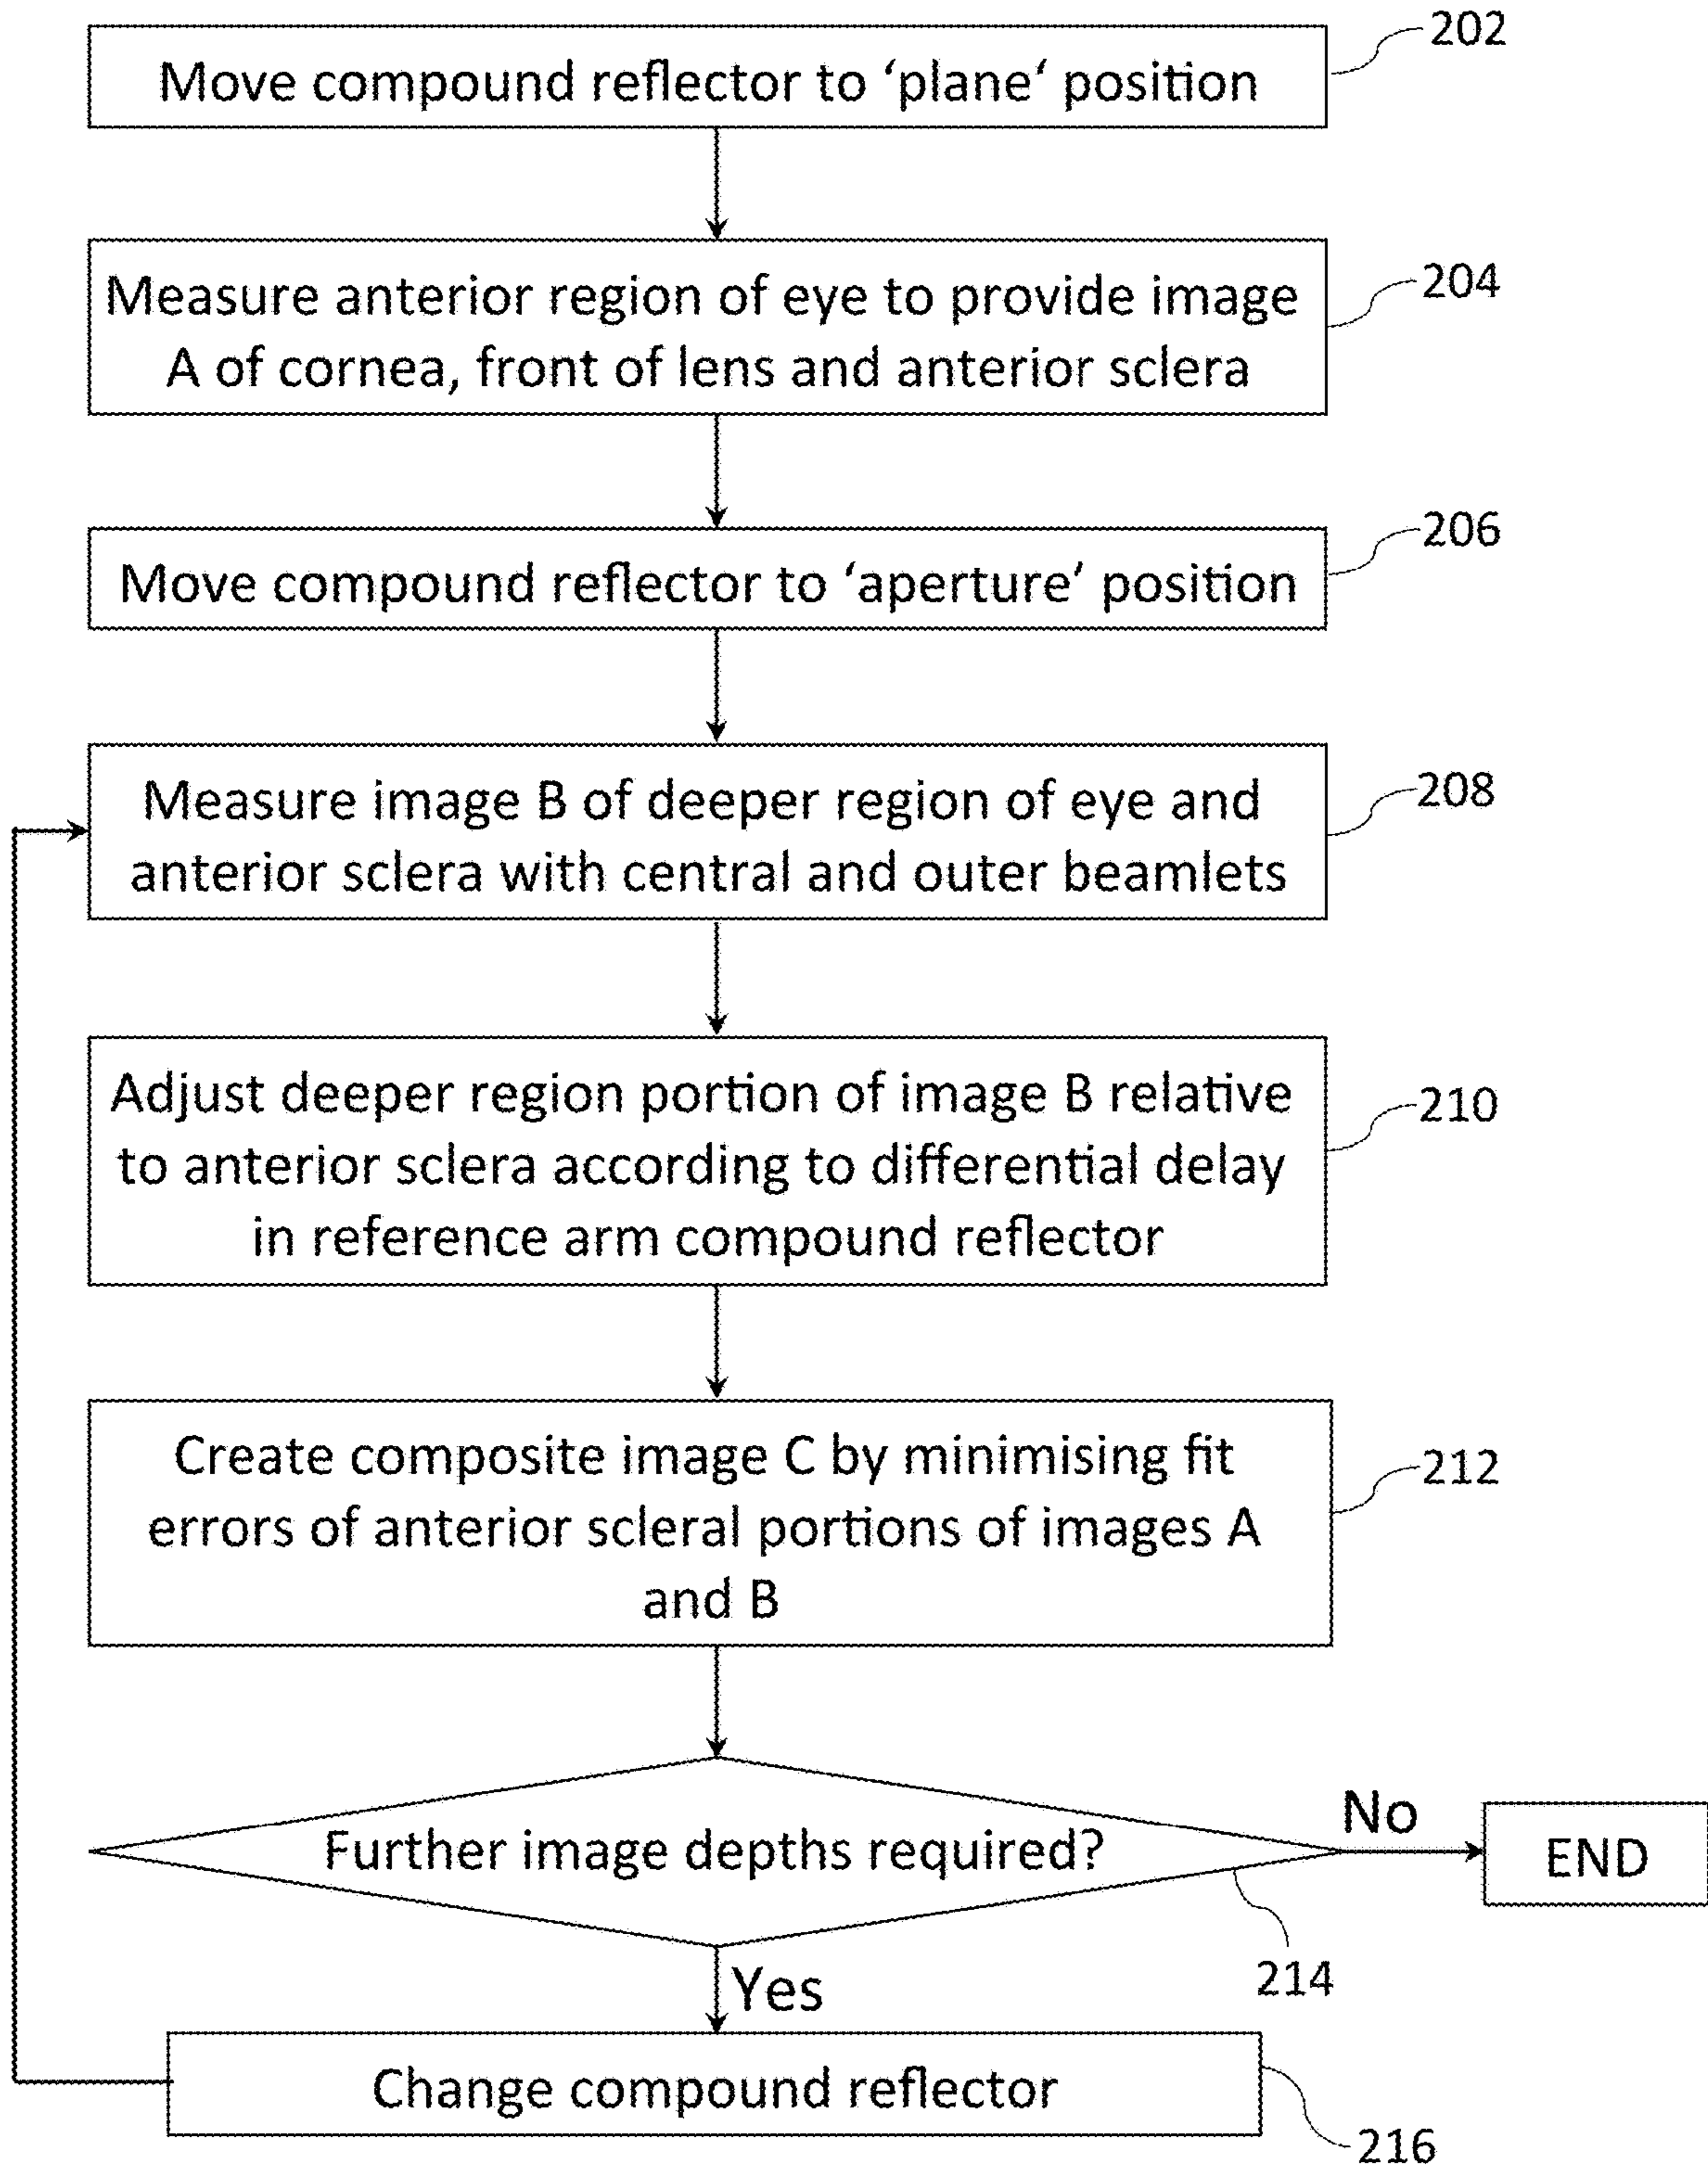 202
Move compound reflector to ‘plane‘ position
204
Measure anterior region of eye to provide image
A of cornea, front of lens and anterior sclera
206
Move compound reflector to ‘aperture’ position
208
Measure image B of deeper region of eye and
anterior sclera with central and outer beamlets
210
Adjust deeper region portion of image B relative
to anterior sclera according to differential delay
in reference arm compound reflector
212
Create composite image C by minimising fit
errors of anterior scleral portions of images A
and B
Further image depths required?
No
END
214
Yes
Change compound reflector
216